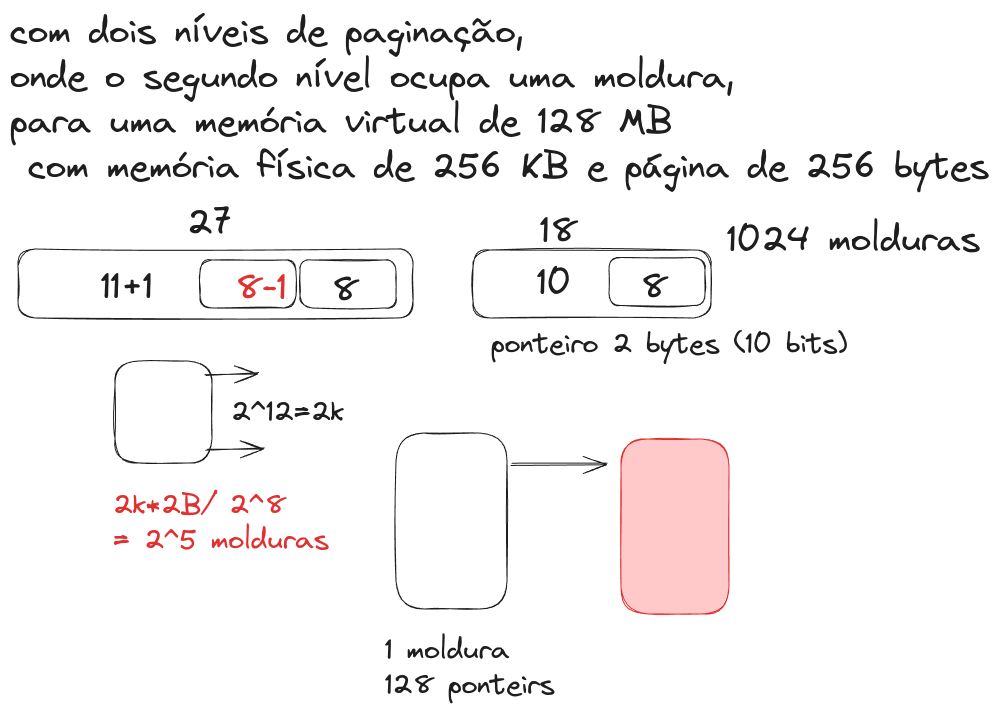 com dois níveis de paginação,
onde o segundo nível ocupa uma moldura,
para uma memória virtual de 128 MB
com memória física de 256 KB e página de 256 bytes
27
18
1024 molduras
11+1
8-1
8
10
8
ponteiro 2 bytes (10 bits)
2^12=2k
2k*2B/ 2^8
= 2^5 molduras
1 moldura
128 ponteirs